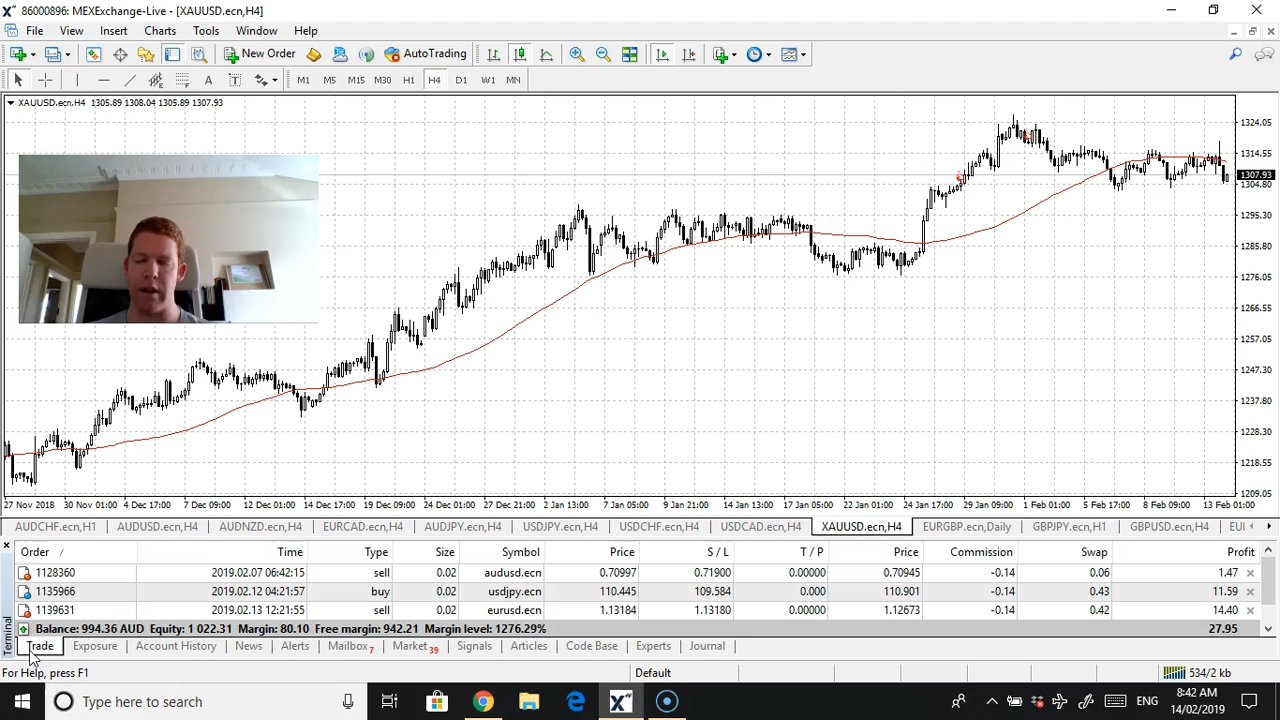 86000896: MEXExchange-Live - [XAUUSD.ecn,H4]
File View Insert Charts Tools Window Help
New Order AutoTrading
A T M1 M5 M15 M30 H1 H4 D1 W1 MN
XAUUSD.ecn,H4 1305.89 1308.04 1305.89 1307.93
1324.05
1314.55
1307.93
1304.80
1295.30
1285.80
1276.05
1266.55
1257.05
1247.30
1237.80
1228.30
1218.55
1209.05
27 Nov 2018 30 Nov 01:00 4 Dec 17:00 7 Dec 09:00 12 Dec 01:00 14 Dec 17:00 19 Dec 09:00 24 Dec 01:00 27 Dec 21:00 2 Jan 13:00 7 Jan 05:00 9 Jan 21:00 14 Jan 13:00 17 Jan 05:00 22 Jan 01:00 24 Jan 17:00 29 Jan 09:00 1 Feb 01:00 5 Feb 17:00 8 Feb 09:00 13 Feb 01:00
AUDCHF.ecn,H1 AUDUSD.ecn,H4 AUDNZD.ecn,H4 EURCAD.ecn,H4 AUDJPY.ecn,H4 USDJPY.ecn,H4 USDCHF.ecn,H4 USDCAD.ecn,H4 XAUUSD.ecn,H4 EURGBP.ecn,Daily GBPJPY.ecn,H1 GBPUSD.ecn,H4 EUI
Order Time Type Size Symbol Price S / L T / P Price Commission Swap Profit
1128360 2019.02.07 06:42:15 sell 0.02 audusd.ecn 0.70997 0.71900 0.00000 0.70945 -0.14 0.06 1.47
1135966 2019.02.12 04:21:57 buy 0.02 usdjpy.ecn 110.445 109.584 0.000 110.901 -0.14 0.43 11.59
1139631 2019.02.13 12:21:55 sell 0.02 eurusd.ecn 1.13184 1.13180 0.00000 1.12673 -0.14 0.42 14.40
Balance: 994.36 AUD Equity: 1 022.31 Margin: 80.10 Free margin: 942.21 Margin level: 1276.29% 27.95
Terminal
Trade Exposure Account History News Alerts Mailbox 7 Market 39 Signals Articles Code Base Experts Journal
For Help, press F1 Default 534/2 kb
Type here to search ENG 8:42 AM
14/02/2019